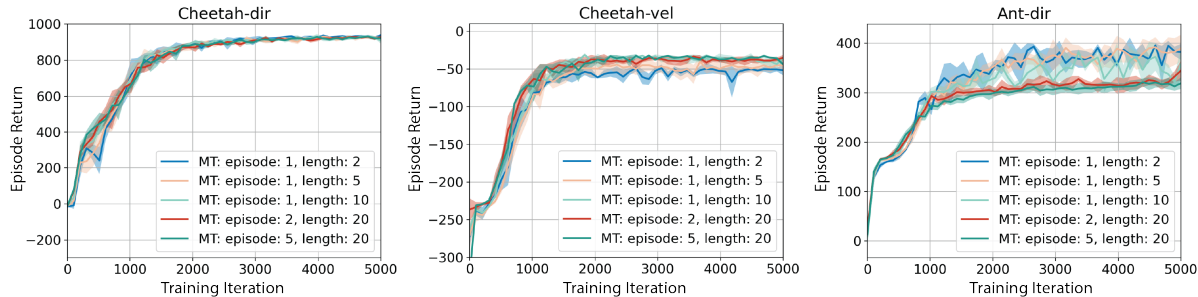 Cheetah-dir
Episode Return
1000
800
600
400
200
0
−200
0 1000 2000 3000 4000 5000
Training Iteration
MT: episode: 1, length: 2
MT: episode: 1, length: 5
MT: episode: 1, length: 10
MT: episode: 2, length: 20
MT: episode: 5, length: 20
Cheetah-vel
Episode Return
0
−50
−100
−150
−200
−250
−300
0 1000 2000 3000 4000 5000
Training Iteration
MT: episode: 1, length: 2
MT: episode: 1, length: 5
MT: episode: 1, length: 10
MT: episode: 2, length: 20
MT: episode: 5, length: 20
Ant-dir
Episode Return
400
300
200
100
0
0 1000 2000 3000 4000 5000
Training Iteration
MT: episode: 1, length: 2
MT: episode: 1, length: 5
MT: episode: 1, length: 10
MT: episode: 2, length: 20
MT: episode: 5, length: 20